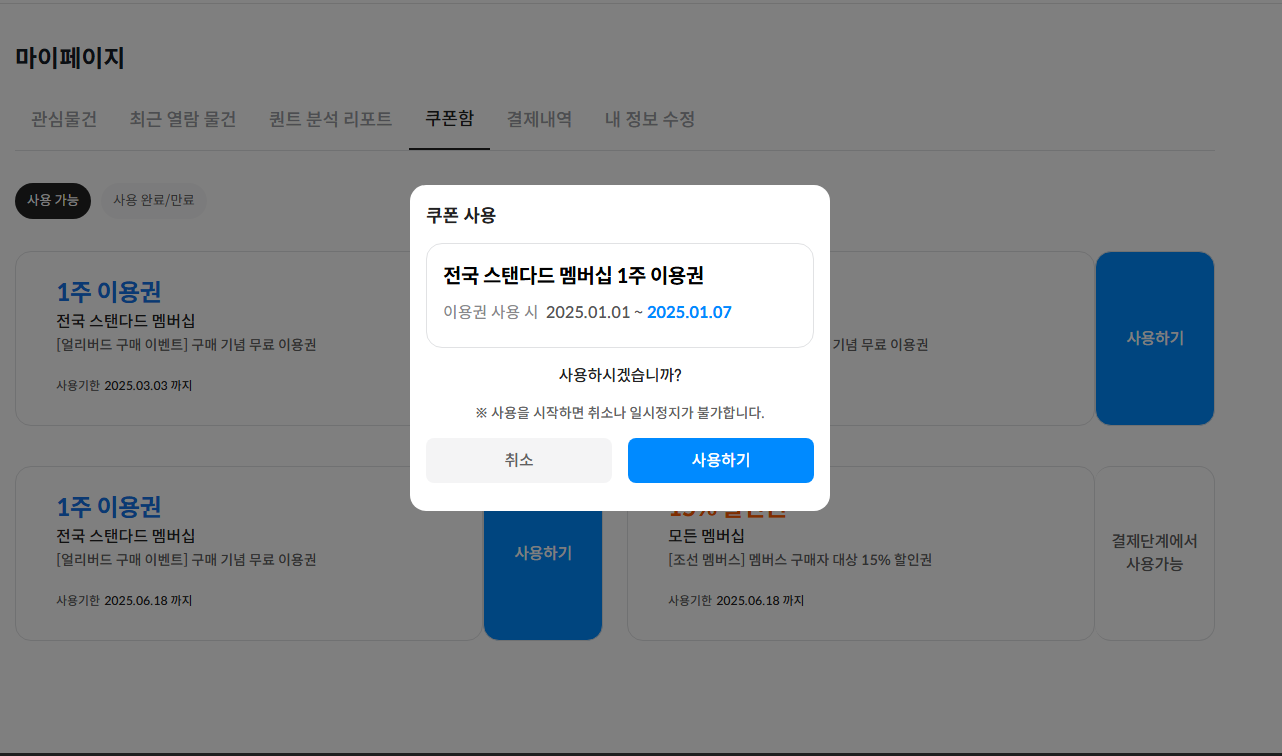 마이페이지
관심물건 최근 열람 물건 퀀트 분석 리포트 쿠폰함 결제내역 내 정보 수정
사용 가능 사용 완료/만료
1주 이용권
전국 스탠다드 멤버십
[얼리버드 구매 이벤트] 구매 기념 무료 이용권
사용기한 2025.03.03 까지
기념 무료 이용권
사용하기
쿠폰 사용
전국 스탠다드 멤버십 1주 이용권
이용권 사용 시 2025.01.01 ~ 2025.01.07
사용하시겠습니까?
※ 사용을 시작하면 취소나 일시정지가 불가합니다.
취소 사용하기
1주 이용권
전국 스탠다드 멤버십
[얼리버드 구매 이벤트] 구매 기념 무료 이용권
사용기한 2025.06.18 까지
사용하기
모든 멤버십
[조선 멤버스] 멤버스 구매자 대상 15% 할인권
사용기한 2025.06.18 까지
결제단계에서
사용가능